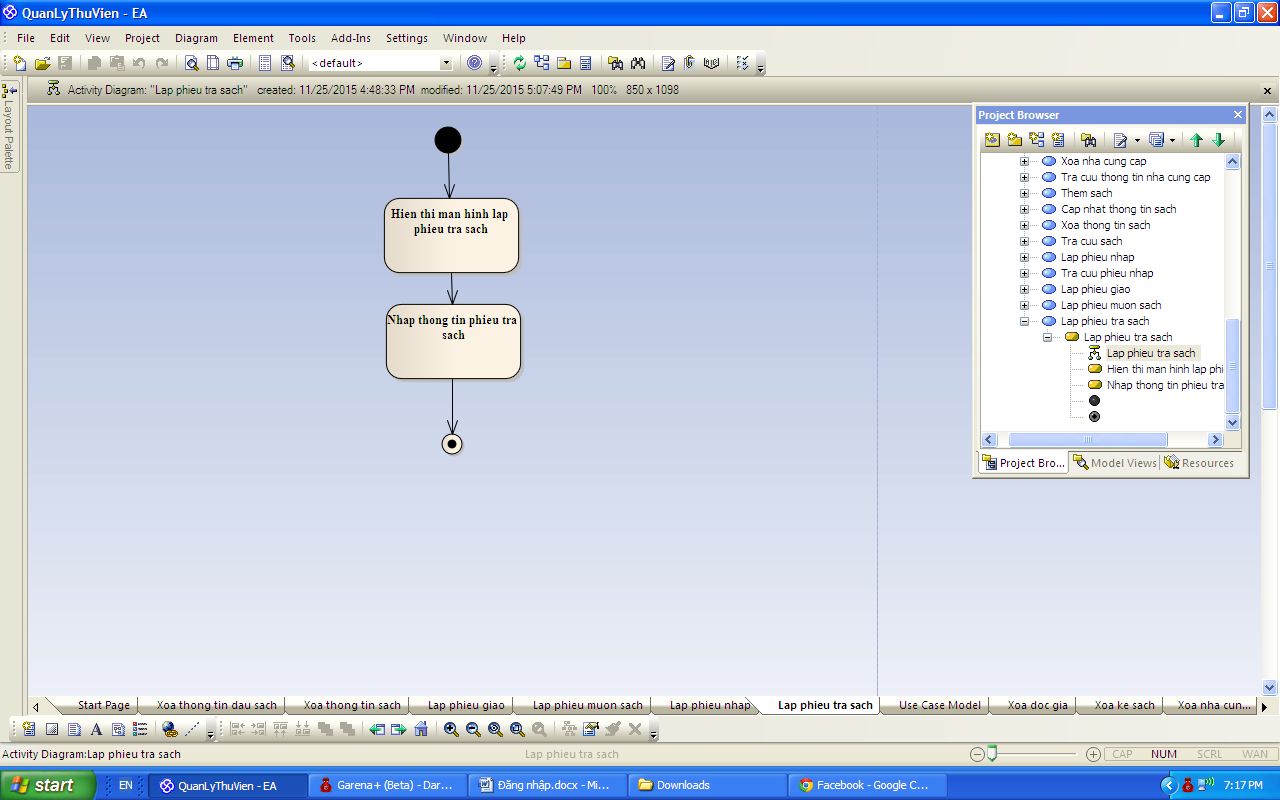 QuanLyThuVien - EA
File Edit View Project Diagram Element Tools Add-Ins Settings Window Help
<default>
Activity Diagram: "Lap phieu tra sach" created: 11/25/2015 4:48:33 PM modified: 11/25/2015 5:07:49 PM 100% 850 x 1098
Layout Palette
Hien thi man hinh lap
phieu tra sach
Nhap thong tin phieu tra
sach
Project Browser
Xoa nha cung cap
Tra cuu thong tin nha cung cap
Them sach
Cap nhat thong tin sach
Xoa thong tin sach
Tra cuu sach
Lap phieu nhap
Tra cuu phieu nhap
Lap phieu giao
Lap phieu muon sach
Lap phieu tra sach
Lap phieu tra sach
Lap phieu tra sach
Hien thi man hinh lap phi
Nhap thong tin phieu tra
Project Bro... Model Views Resources
Start Page Xoa thong tin dau sach Xoa thong tin sach Lap phieu giao Lap phieu muon sach Lap phieu nhap Lap phieu tra sach Use Case Model Xoa doc gia Xoa ke sach Xoa nha cun...
A
Activity Diagram:Lap phieu tra sach Lap phieu tra sach CAP NUM SCRL WAN
start EN QuanLyThuVien - EA Garena+ (Beta) - Dar... Đăng nhập.docx - Mi... Downloads Facebook - Google C... 7:17 PM